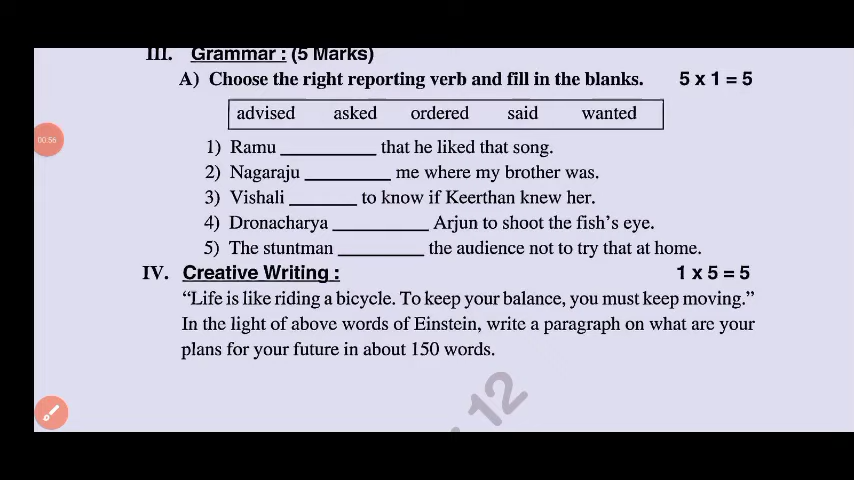 III. Grammar : (5 Marks)
A) Choose the right reporting verb and fill in the blanks. 5 x 1 = 5
advised asked ordered said wanted
00:56
1) Ramu __________ that he liked that song.
2) Nagaraju _________ me where my brother was.
3) Vishali _______ to know if Keerthan knew her.
4) Dronacharya __________ Arjun to shoot the fish's eye.
5) The stuntman _________ the audience not to try that at home.
IV. Creative Writing : 1 x 5 = 5
“Life is like riding a bicycle. To keep your balance, you must keep moving.”
In the light of above words of Einstein, write a paragraph on what are your
plans for your future in about 150 words.
12